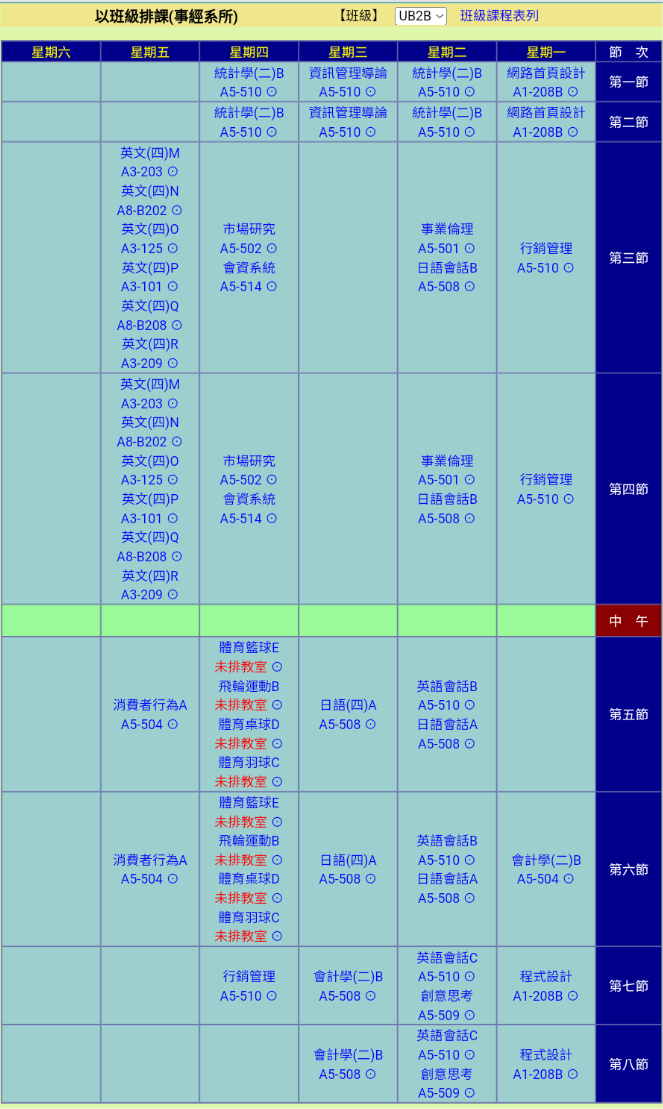 以班級排課(事經系所) 【班級】 UB2B 班級課程表列
星期六 星期五 星期四 星期三 星期二 星期一 節 次
統計學(二)B 資訊管理導論 統計學(二)B 網路首頁設計
A5-510 ⊙ A5-510 ⊙ A5-510 ⊙ A1-208B ⊙
第一節
統計學(二)B 資訊管理導論 統計學(二)B 網路首頁設計
A5-510 ⊙ A5-510 ⊙ A5-510 ⊙ A1-208B ⊙
第二節
英文(四)M
A3-203 ⊙
英文(四)N
A8-B202 ⊙
英文(四)O
A3-125 ⊙
英文(四)P
A3-101 ⊙
英文(四)Q
A8-B208 ⊙
英文(四)R
A3-209 ⊙
市場研究
A5-502 ⊙
會資系統
A5-514 ⊙
事業倫理
A5-501 ⊙
日語會話B
A5-508 ⊙
行銷管理
A5-510 ⊙
第三節
英文(四)M
A3-203 ⊙
英文(四)N
A8-B202 ⊙
英文(四)O
A3-125 ⊙
英文(四)P
A3-101 ⊙
英文(四)Q
A8-B208 ⊙
英文(四)R
A3-209 ⊙
市場研究
A5-502 ⊙
會資系統
A5-514 ⊙
事業倫理
A5-501 ⊙
日語會話B
A5-508 ⊙
行銷管理
A5-510 ⊙
第四節
中 午
消費者行為A
A5-504 ⊙
體育籃球E
未排教室 ⊙
飛輪運動B
未排教室 ⊙
體育桌球D
未排教室 ⊙
體育羽球C
未排教室 ⊙
日語(四)A
A5-508 ⊙
英語會話B
A5-510 ⊙
日語會話A
A5-508 ⊙
第五節
消費者行為A
A5-504 ⊙
體育籃球E
未排教室 ⊙
飛輪運動B
未排教室 ⊙
體育桌球D
未排教室 ⊙
體育羽球C
未排教室 ⊙
日語(四)A
A5-508 ⊙
英語會話B
A5-510 ⊙
日語會話A
A5-508 ⊙
會計學(二)B
A5-504 ⊙
第六節
行銷管理
A5-510 ⊙
會計學(二)B
A5-508 ⊙
英語會話C
A5-510 ⊙
創意思考
A5-509 ⊙
程式設計
A1-208B ⊙
第七節
會計學(二)B
A5-508 ⊙
英語會話C
A5-510 ⊙
創意思考
A5-509 ⊙
程式設計
A1-208B ⊙
第八節